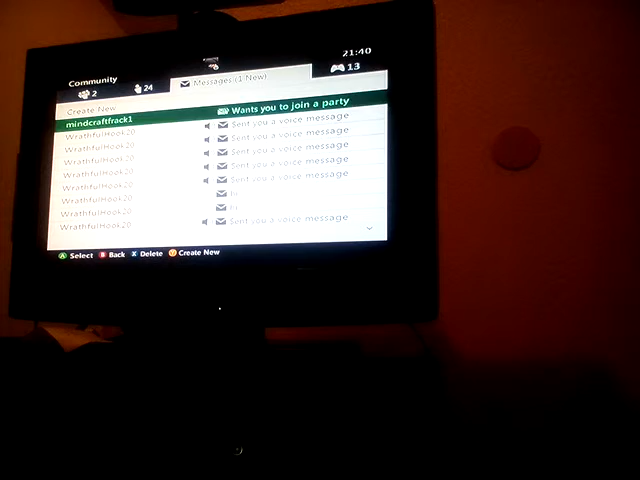 21:40
Community
2 24 Messages (1 New) 13
Create New
mindcraftfrack1 Wants you to join a party
WrathfulHook20 Sent you a voice message
WrathfulHook20 Sent you a voice message
WrathfulHook20 Sent you a voice message
WrathfulHook20 Sent you a voice message
WrathfulHook20 Sent you a voice message
WrathfulHook20 hi
WrathfulHook20 hi
WrathfulHook20 Sent you a voice message
A Select B Back X Delete Y Create New